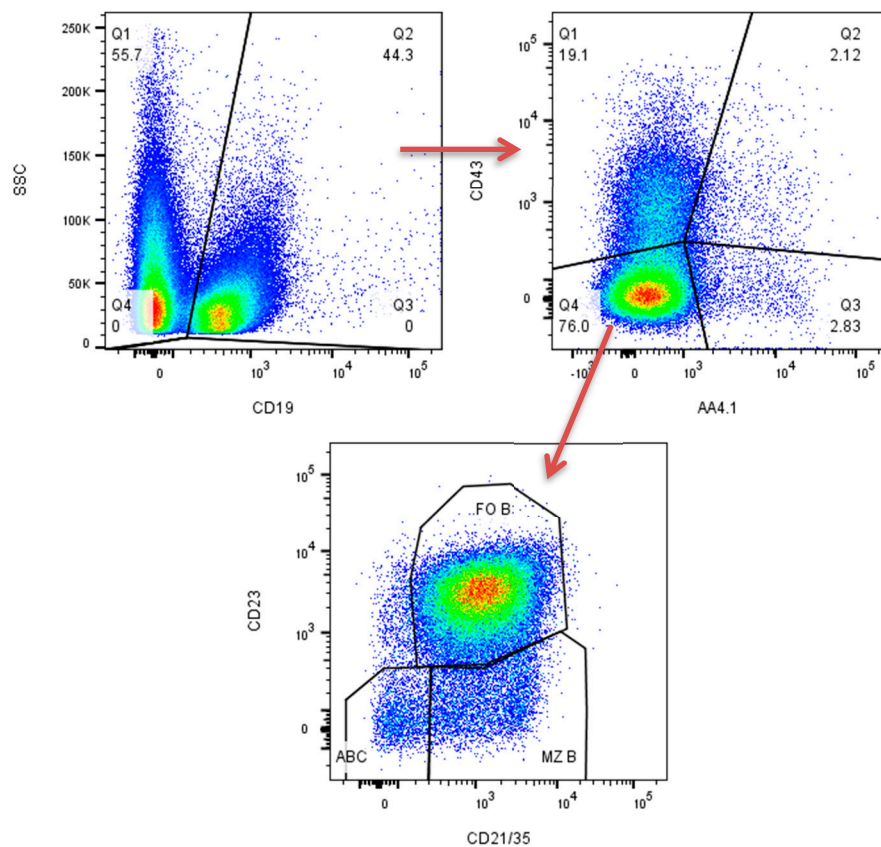 Q1
55.7
Q2
44.3
Q4
0
Q3
0
250K
200K
150K
100K
50K
0
SSC
0
10³
10⁴
10⁵
CD19
Q1
19.1
Q2
2.12
Q4
76.0
Q3
2.83
10⁵
10⁴
10³
0
CD43
-10³
0
10³
10⁴
10⁵
AA4.1
FO B
ABC
MZ B
10⁵
10⁴
10³
0
CD23
0
10³
10⁴
10⁵
CD21/35